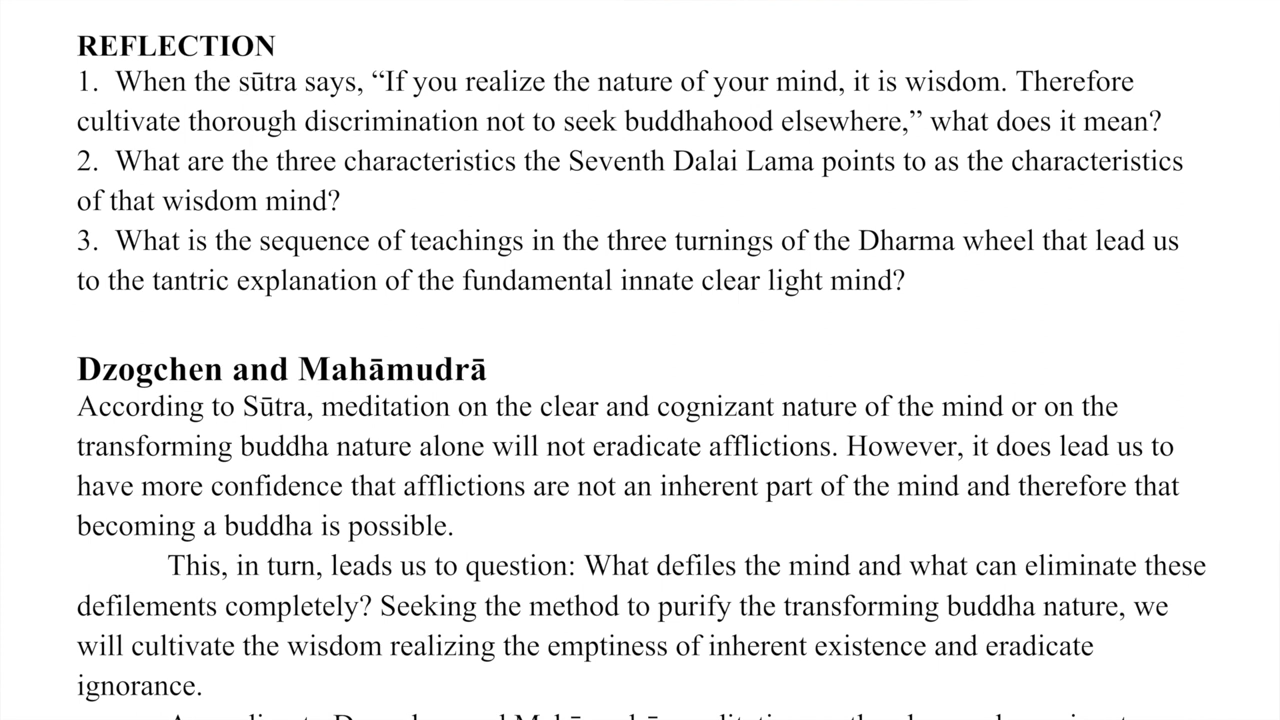 REFLECTION
1. When the sūtra says, “If you realize the nature of your mind, it is wisdom. Therefore
cultivate thorough discrimination not to seek buddhahood elsewhere,” what does it mean?
2. What are the three characteristics the Seventh Dalai Lama points to as the characteristics
of that wisdom mind?
3. What is the sequence of teachings in the three turnings of the Dharma wheel that lead us
to the tantric explanation of the fundamental innate clear light mind?
Dzogchen and Mahāmudrā
According to Sūtra, meditation on the clear and cognizant nature of the mind or on the
transforming buddha nature alone will not eradicate afflictions. However, it does lead us to
have more confidence that afflictions are not an inherent part of the mind and therefore that
becoming a buddha is possible.
This, in turn, leads us to question: What defiles the mind and what can eliminate these
defilements completely? Seeking the method to purify the transforming buddha nature, we
will cultivate the wisdom realizing the emptiness of inherent existence and eradicate
ignorance.